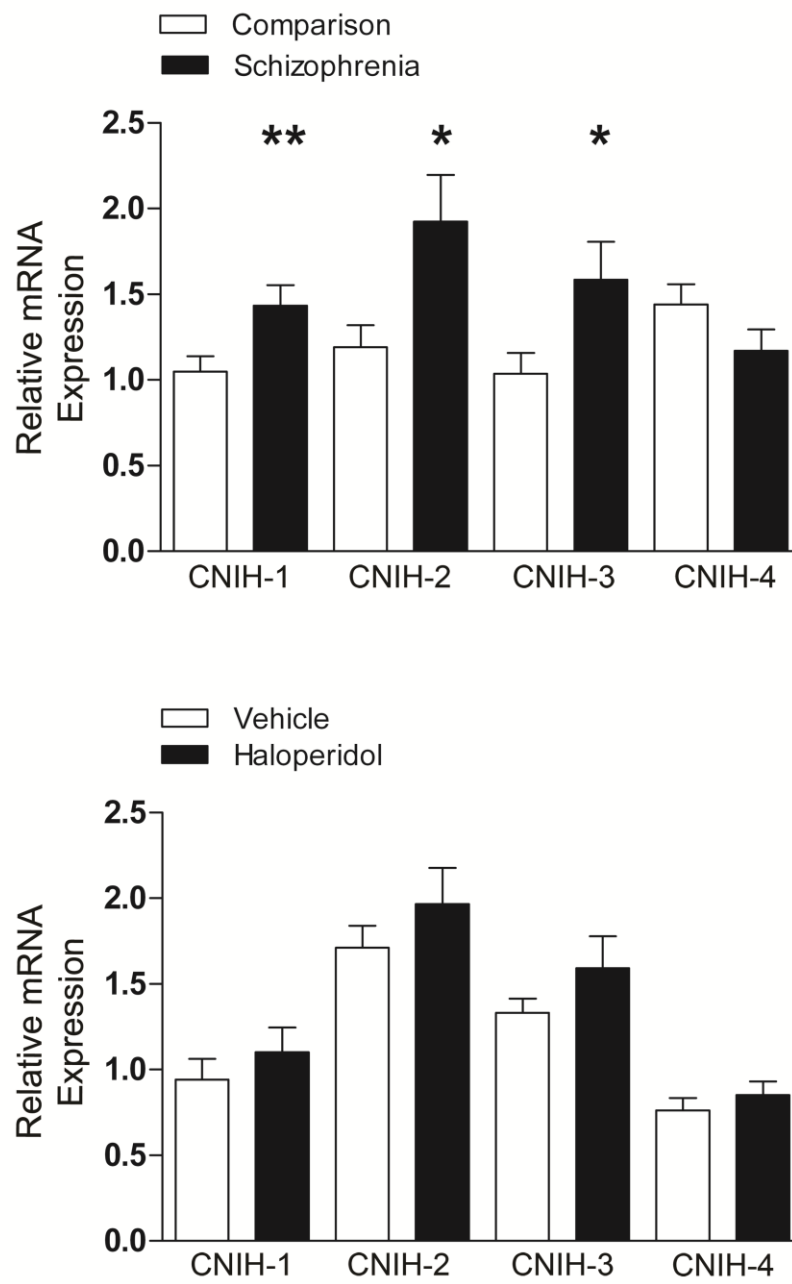 Comparison
Schizophrenia
** * *
2.5
2.0
1.5
1.0
0.5
0.0
Relative mRNA
Expression
CNIH-1 CNIH-2 CNIH-3 CNIH-4
Vehicle
Haloperidol
2.5
2.0
1.5
1.0
0.5
0.0
Relative mRNA
Expression
CNIH-1 CNIH-2 CNIH-3 CNIH-4